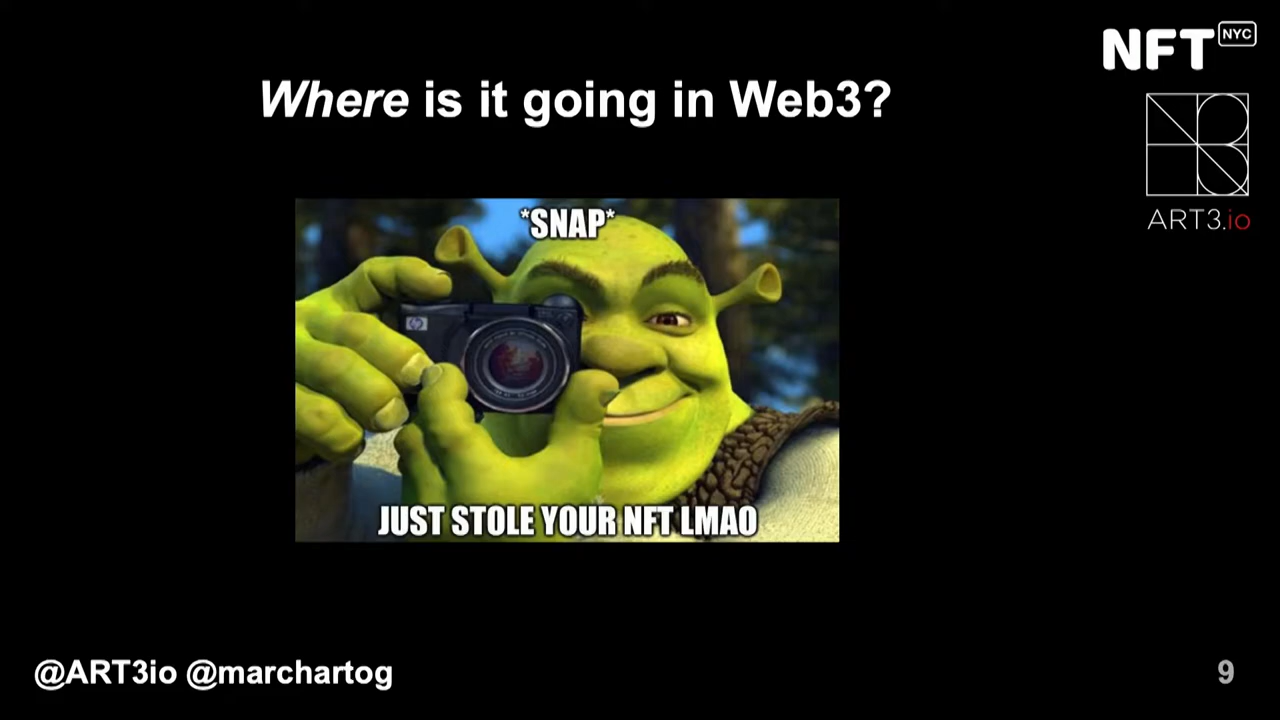 NFT NYC
Where is it going in Web3?
ART3.io
*SNAP*
hp
JUST STOLE YOUR NFT LMAO
@ART3io @marchartog
9